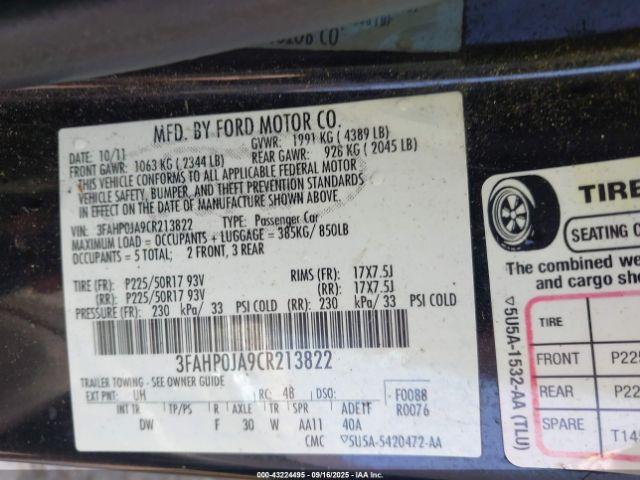 MFD. BY FORD MOTOR CO.
DATE: 10/11 GVWR: 1991 KG ( 4389 LB)
FRONT GAWR: 1063 KG ( 2344 LB) REAR GAWR: 928 KG ( 2045 LB)
THIS VEHICLE CONFORMS TO ALL APPLICABLE FEDERAL MOTOR
VEHICLE SAFETY, BUMPER, AND THEFT PREVENTION STANDARDS
IN EFFECT ON THE DATE OF MANUFACTURE SHOWN ABOVE.
VIN: 3FAHP0JA9CR213822 TYPE: Passenger Car
MAXIMUM LOAD = OCCUPANTS + LUGGAGE = 385KG/ 850LB
OCCUPANTS = 5 TOTAL; 2 FRONT, 3 REAR
TIRE (FR): P225/50R17 93V RIMS (FR): 17X7.5J
(RR): P225/50R17 93V (RR): 17X7.5J
PRESSURE (FR): 230 kPa/ 33 PSI COLD (RR): 230 kPa/ 33 PSI COLD
3FAHP0JA9CR213822
TRAILER TOWING - SEE OWNER GUIDE
EXT PNT: UH RC: 48 DSO: F0088
INT TR TP/PS R AXLE TR SPR R0076
DW F 30 W AA11 40A
CMC ▽5U5A-5420472-AA
TIRE
SEATING
The combined
and cargo
TIRE
FRONT P225
REAR P22
SPARE T14
▽5U5A-1532-AA (TLU)
3-43224495 - 09/16/2025 - IAAI.COM